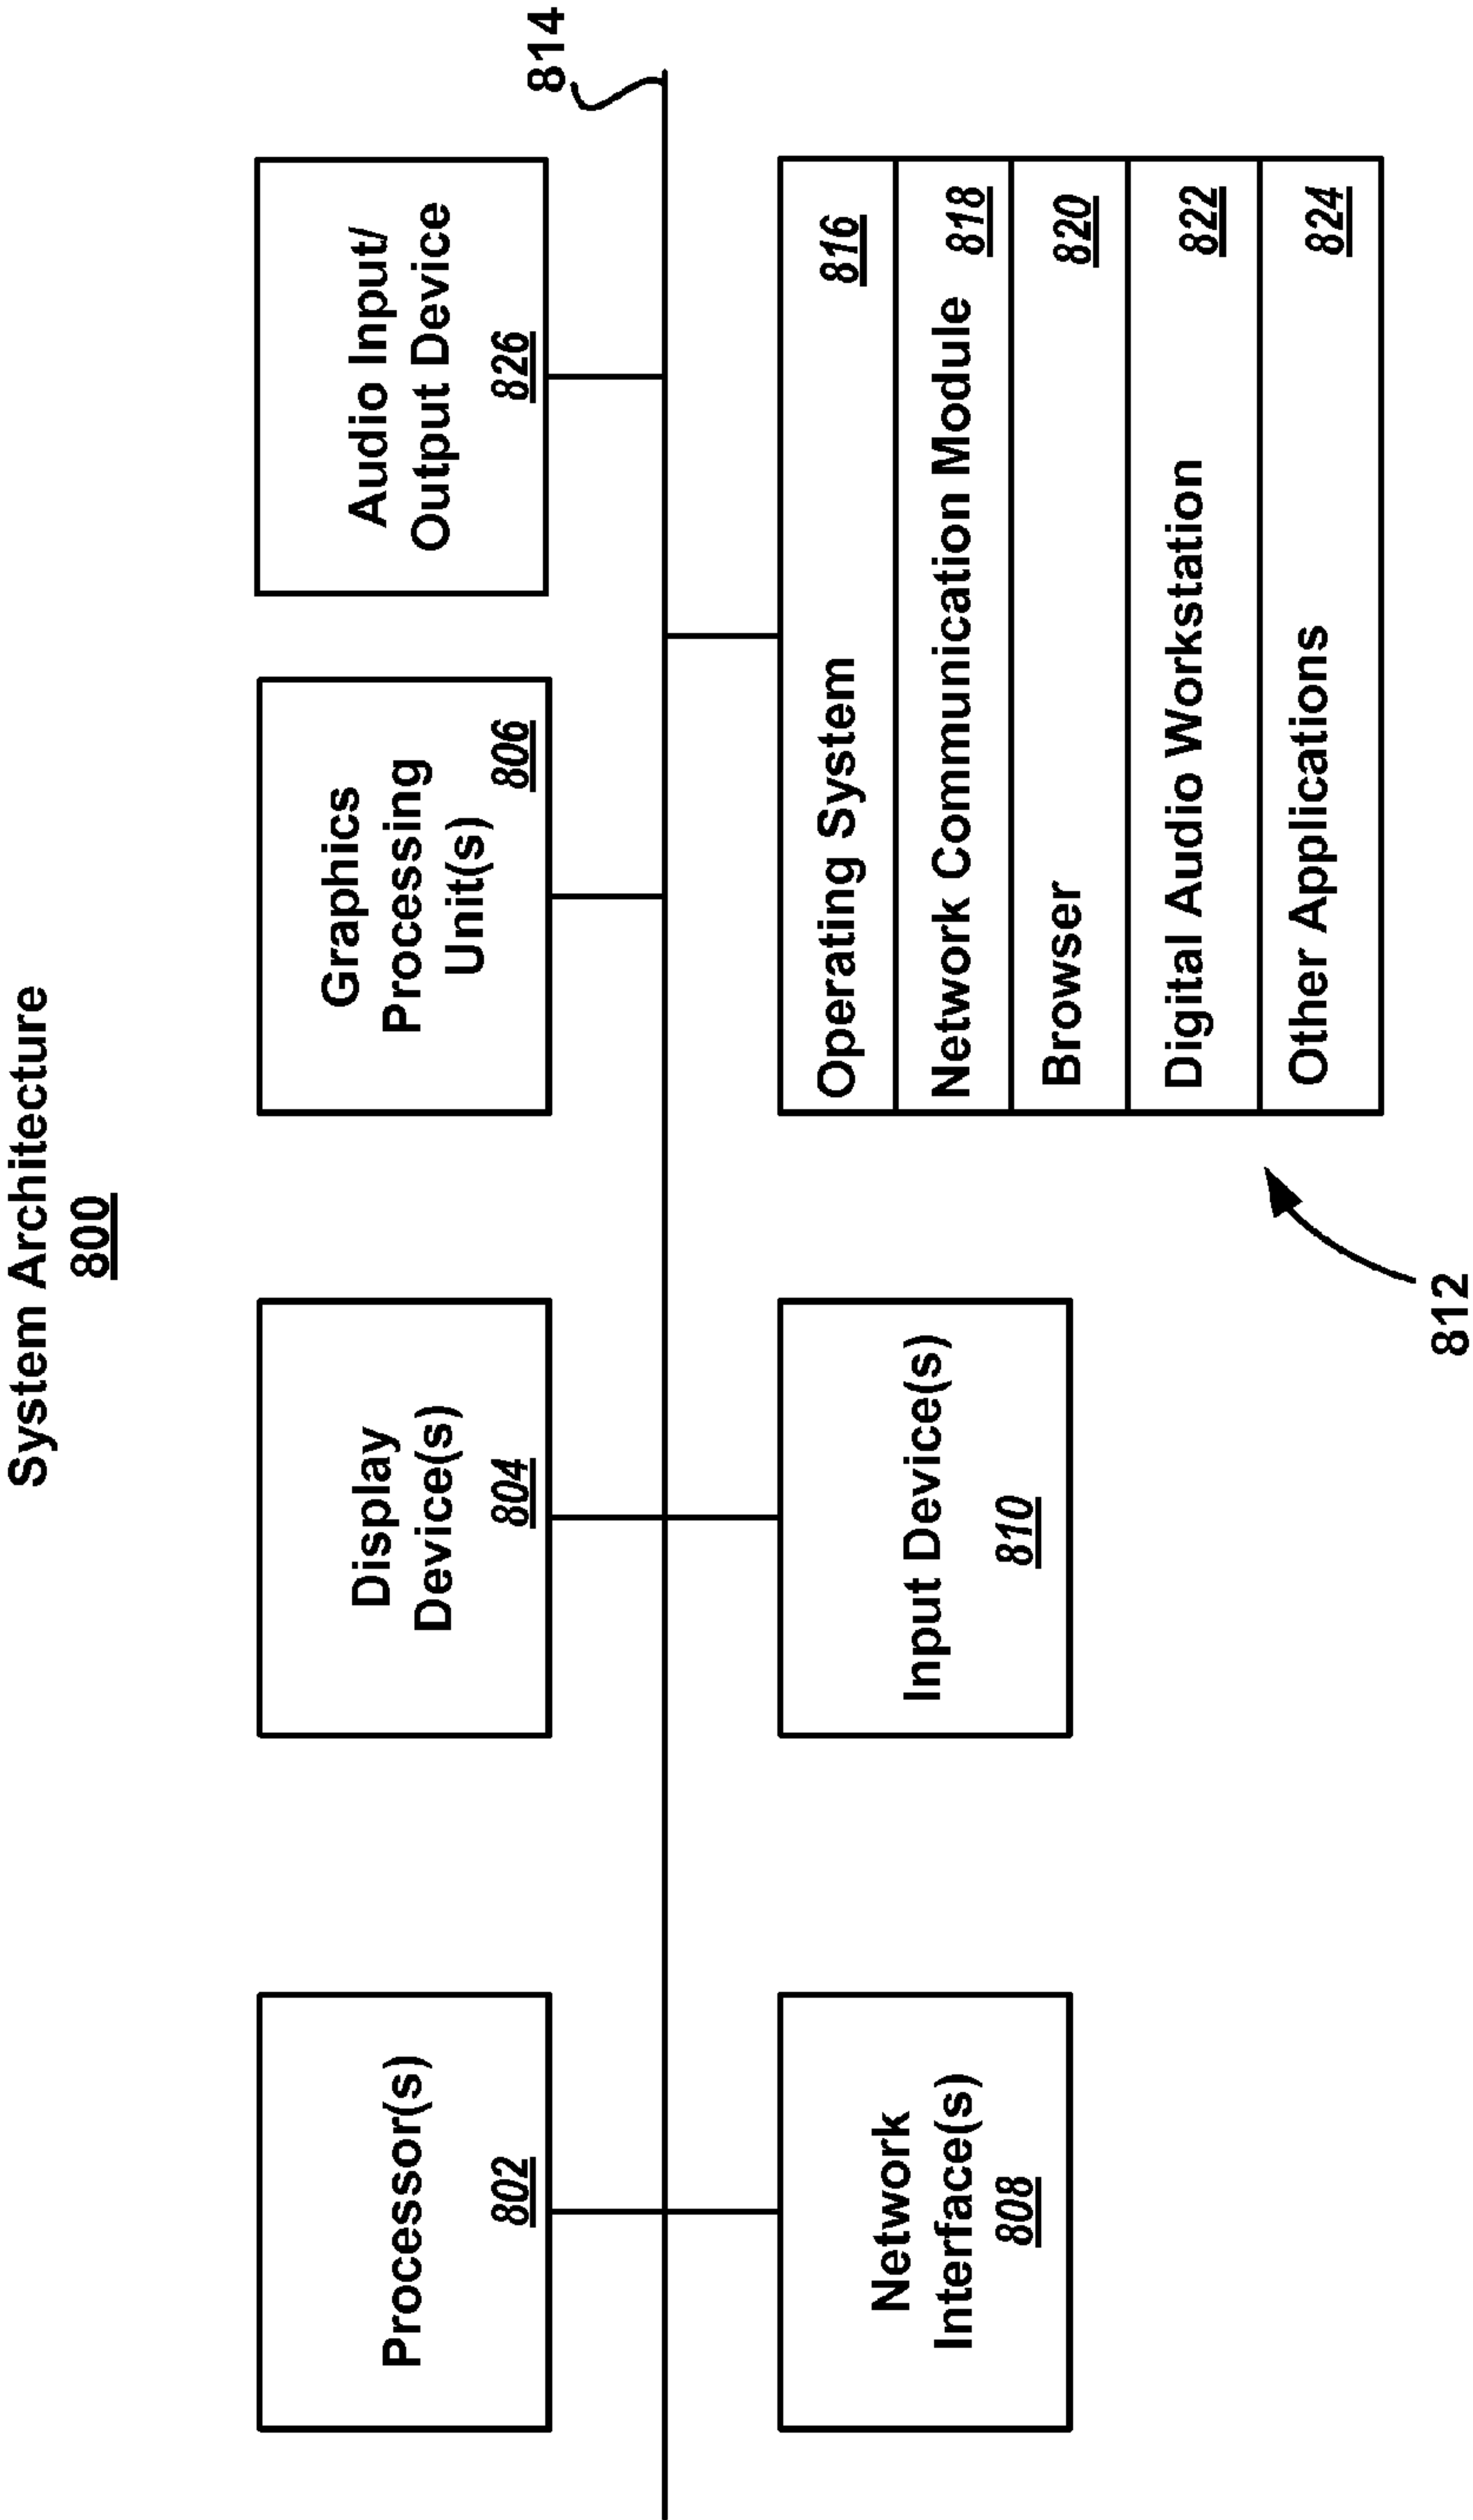 System Architecture
800
Processor(s)
802
Display
Device(s)
804
Graphics
Processing
Unit(s)
806
Audio Input/
Output Device
826
814
Network
Interface(s)
808
Input Device(s)
810
Operating System 816
Network Communication Module 818
Browser 820
Digital Audio Workstation 822
Other Applications 824
812